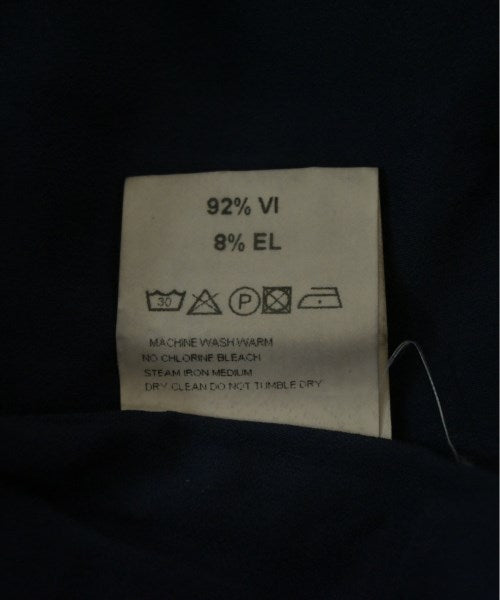 92% VI
8% EL
30 P
MACHINE WASH WARM
NO CHLORINE BLEACH
STEAM IRON MEDIUM
DRY CLEAN DO NOT TUMBLE DRY